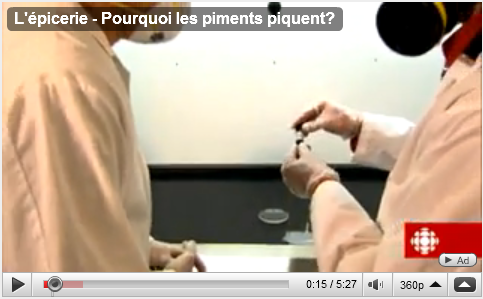 L'épicerie - Pourquoi les piments piquent?
Ad
0:15 / 5:27
360p